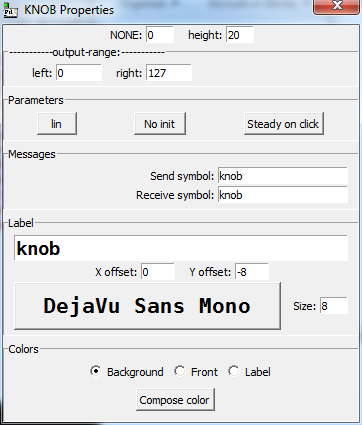 KNOB Properties
NONE: 0 height: 20
-----------output-range:-----------
left: 0 right: 127
Parameters
lin No init Steady on click
Messages
Send symbol: knob
Receive symbol: knob
Label
knob
X offset: 0 Y offset: -8
DejaVu Sans Mono Size: 8
Colors
Background Front Label
Compose color